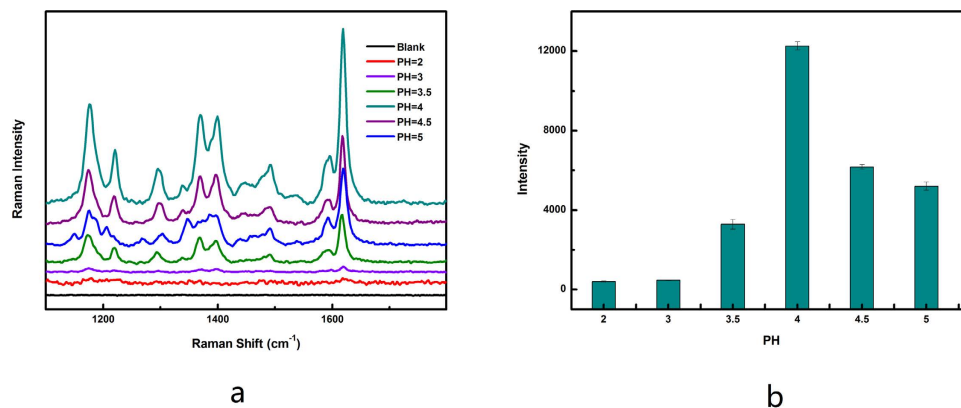 Raman Intensity
Blank
PH=2
PH=3
PH=3.5
PH=4
PH=4.5
PH=5
1200
1400
1600
Raman Shift (cm⁻¹)
a
Intensity
12000
8000
4000
0
2
3
3.5
4
4.5
5
PH
b